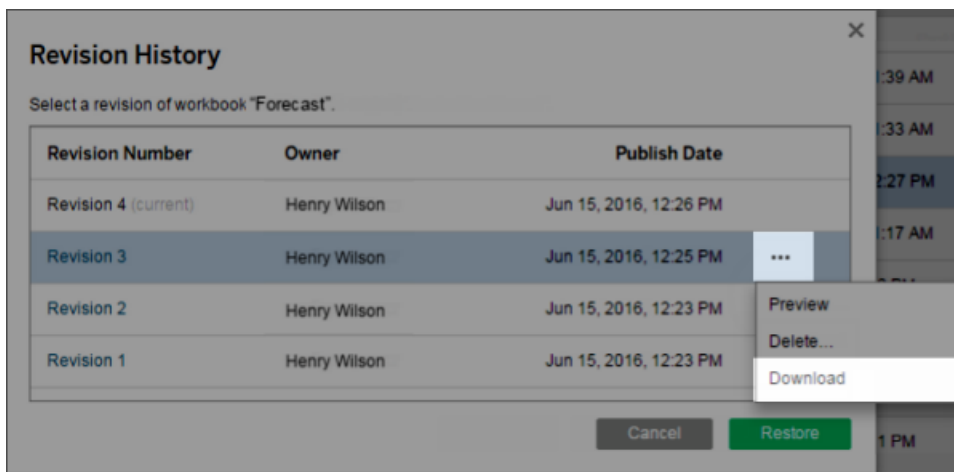 Revision History
Select a revision of workbook "Forecast".
Revision Number Owner Publish Date
Revision 4 (current) Henry Wilson Jun 15, 2016, 12:26 PM
Revision 3 Henry Wilson Jun 15, 2016, 12:25 PM ...
Revision 2 Henry Wilson Jun 15, 2016, 12:23 PM
Revision 1 Henry Wilson Jun 15, 2016, 12:23 PM
Preview
Delete...
Download
Cancel Restore
:39 AM
:33 AM
2:27 PM
:17 AM
1 PM